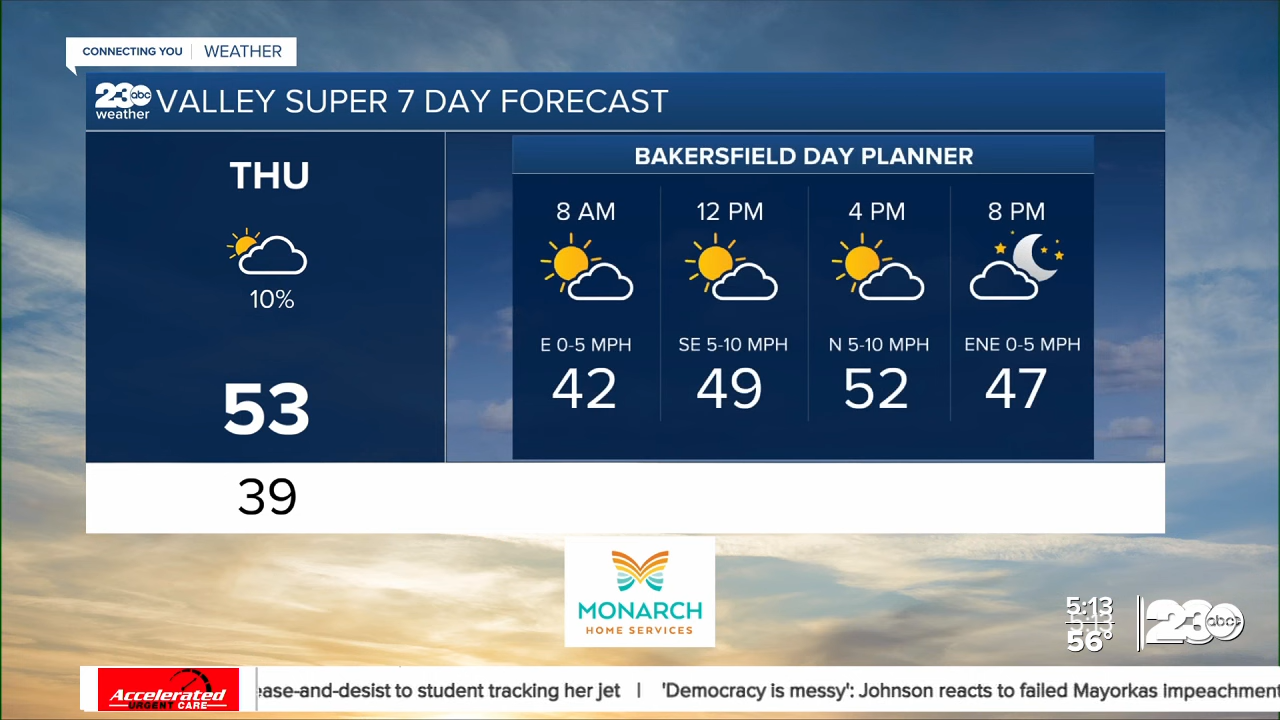 CONNECTING YOU | WEATHER
23 abc
weather
VALLEY SUPER 7 DAY FORECAST
THU
10%
53
39
BAKERSFIELD DAY PLANNER
8 AM 12 PM 4 PM 8 PM
E 0-5 MPH SE 5-10 MPH N 5-10 MPH ENE 0-5 MPH
42 49 52 47
MONARCH
HOME SERVICES
5:13
56°
23 abc
Accelerated
URGENT CARE
ease-and-desist to student tracking her jet | 'Democracy is messy': Johnson reacts to failed Mayorkas impeachment